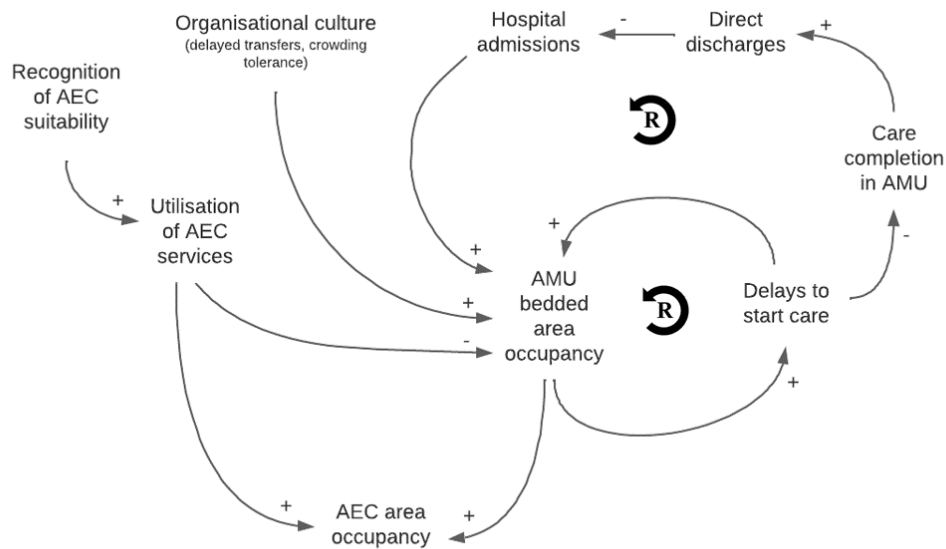 Organisational culture
(delayed transfers, crowding
tolerance)
Hospital
admissions
-
Direct
discharges
+
Recognition
of AEC
suitability
R
Care
completion
in AMU
+
Utilisation
of AEC
services
+
+
-
AMU
bedded
area
occupancy
R
Delays to
start care
+
-
+
+
AEC area
occupancy
+